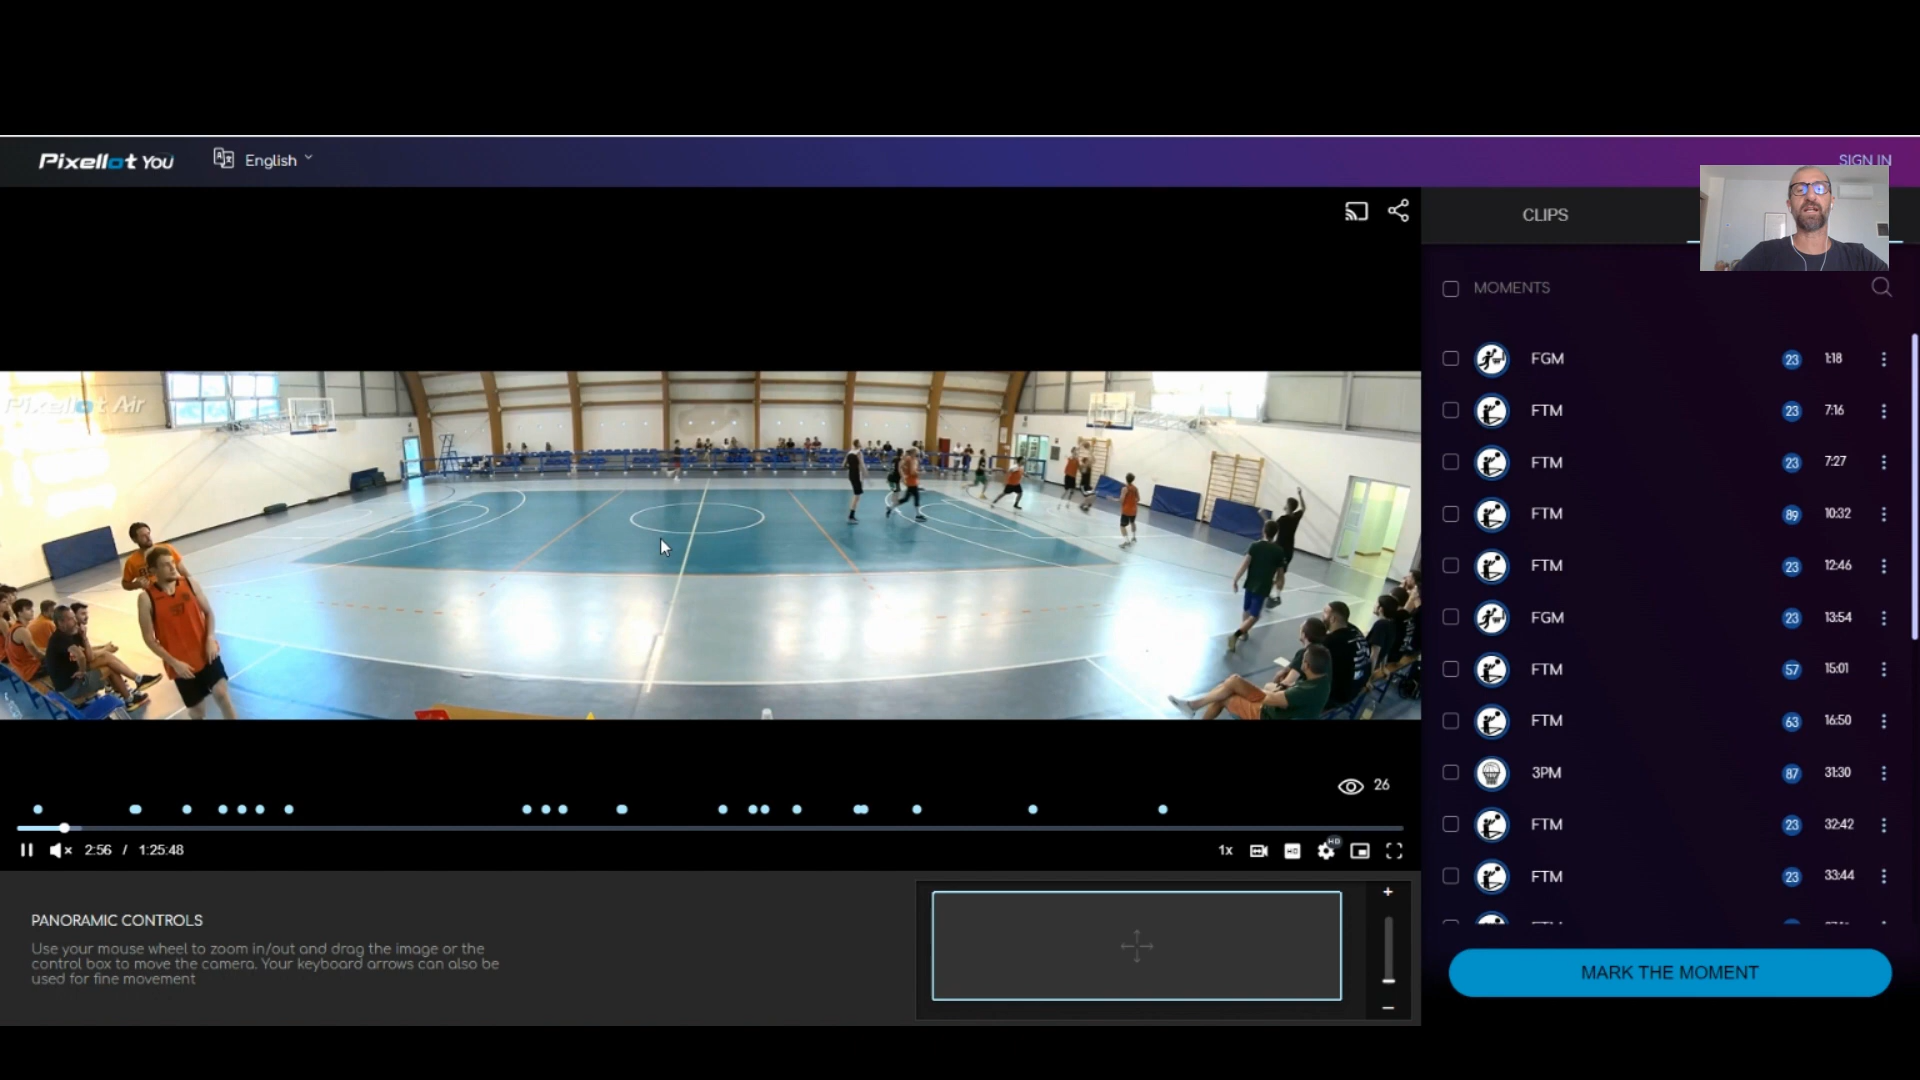 Pixellot You
English
SIGN IN
CLIPS
MOMENTS
FGM 23 1:18
FTM 23 7:16
FTM 23 7:27
FTM 89 10:32
FTM 23 12:46
FGM 23 13:54
FTM 57 15:01
FTM 63 16:50
3PM 87 31:30
FTM 23 32:42
FTM 23 33:44
Pixellot Air
26
2:56 / 1:25:48
1x
HD
HD
PANORAMIC CONTROLS
Use your mouse wheel to zoom in/out and drag the image or the
control box to move the camera. Your keyboard arrows can also be
used for fine movement
MARK THE MOMENT